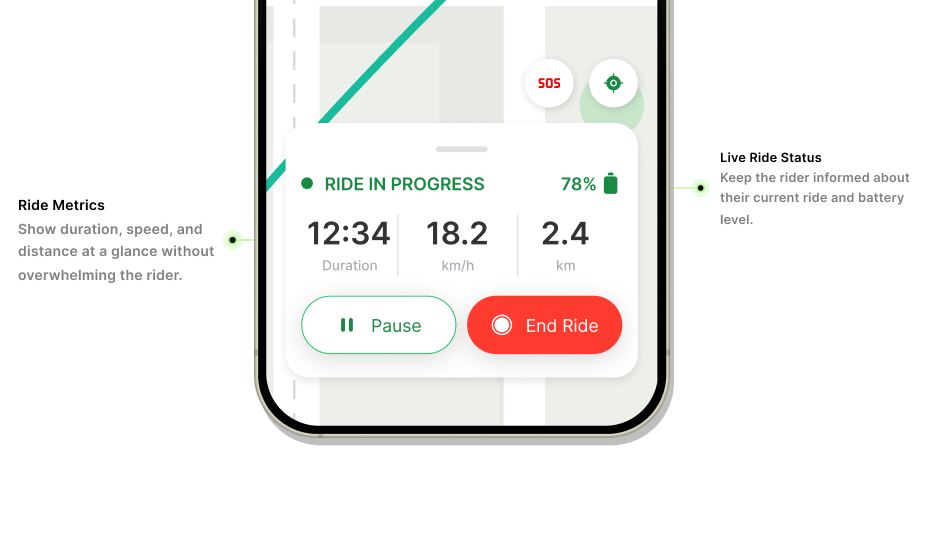 SOS
Live Ride Status
Keep the rider informed about
their current ride and battery
level.
RIDE IN PROGRESS 78%
Ride Metrics
Show duration, speed, and
distance at a glance without
overwhelming the rider.
12:34 18.2 2.4
Duration km/h km
Pause End Ride